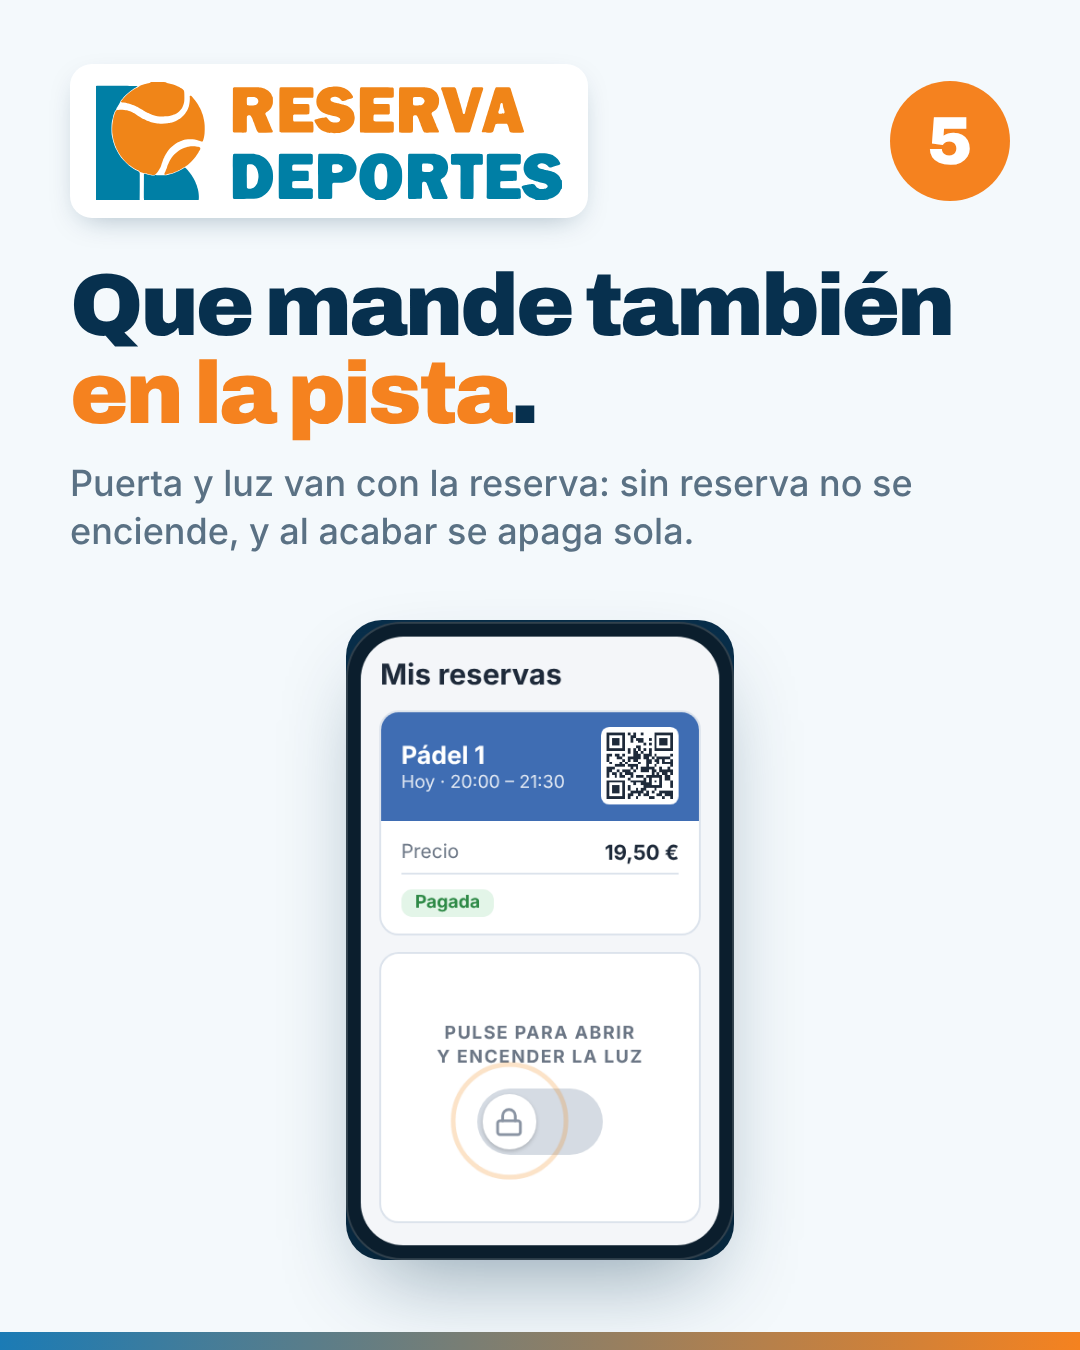 RESERVA
DEPORTES
5
Que mande también
en la pista.
Puerta y luz van con la reserva: sin reserva no se
enciende, y al acabar se apaga sola.
Mis reservas
Pádel 1
Hoy · 20:00 – 21:30
Precio 19,50 €
Pagada
PULSE PARA ABRIR
Y ENCENDER LA LUZ